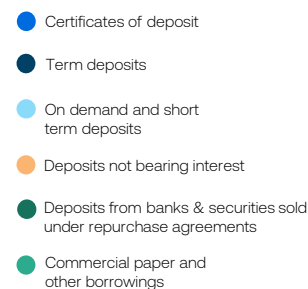 Certificates of deposit
Term deposits
On demand and short
term deposits
Deposits not bearing interest
Deposits from banks & securities sold
under repurchase agreements
Commercial paper and
other borrowings